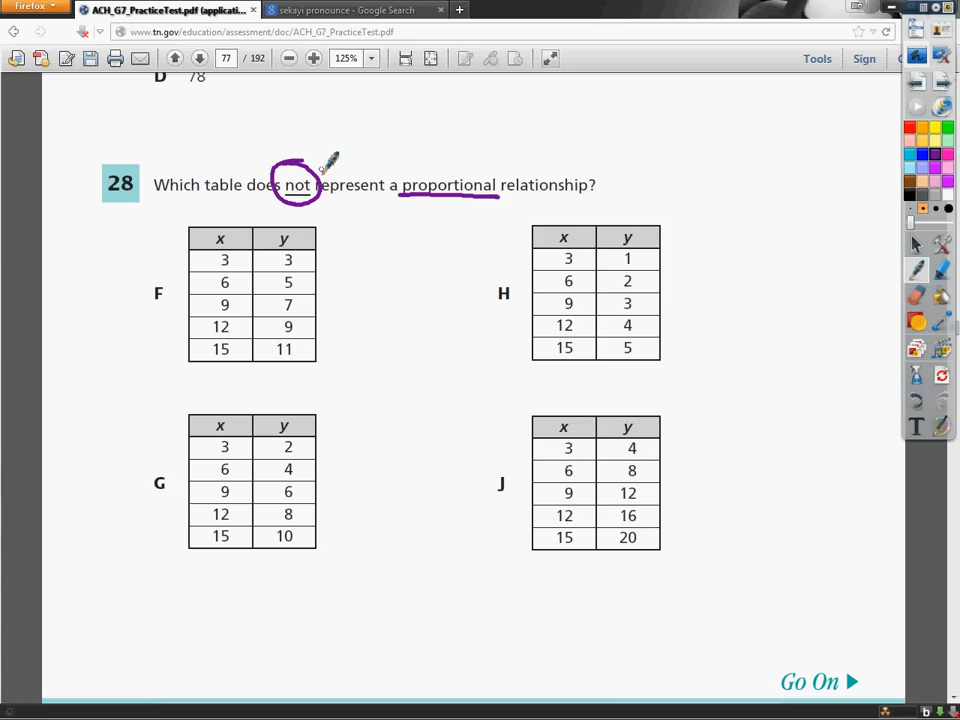 Firefox
ACH_G7_PracticeTest.pdf (applicati...
sekayi pronounce - Google Search
www.tn.gov/education/assessment/doc/ACH_G7_PracticeTest.pdf
77 / 192
125%
Tools
Sign
D 78
28 Which table does not represent a proportional relationship?
F
x y
3 3
6 5
9 7
12 9
15 11
H
x y
3 1
6 2
9 3
12 4
15 5
G
x y
3 2
6 4
9 6
12 8
15 10
J
x y
3 4
6 8
9 12
12 16
15 20
Go On